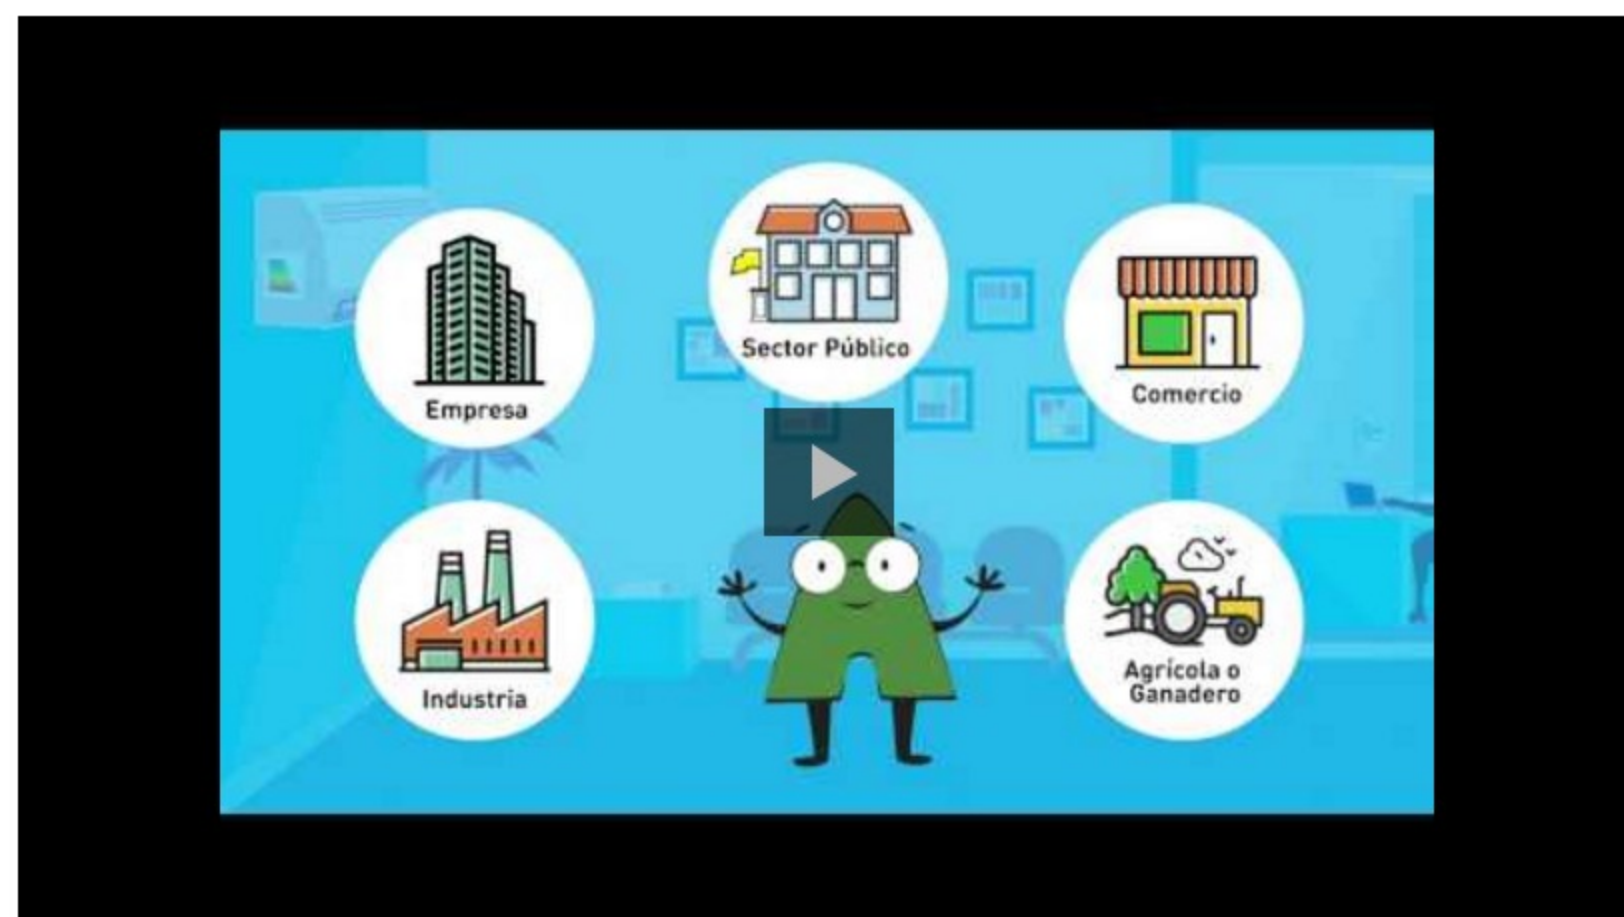 Sector Público
Empresa
Comercio
Industria
Agrícola o
Ganadero